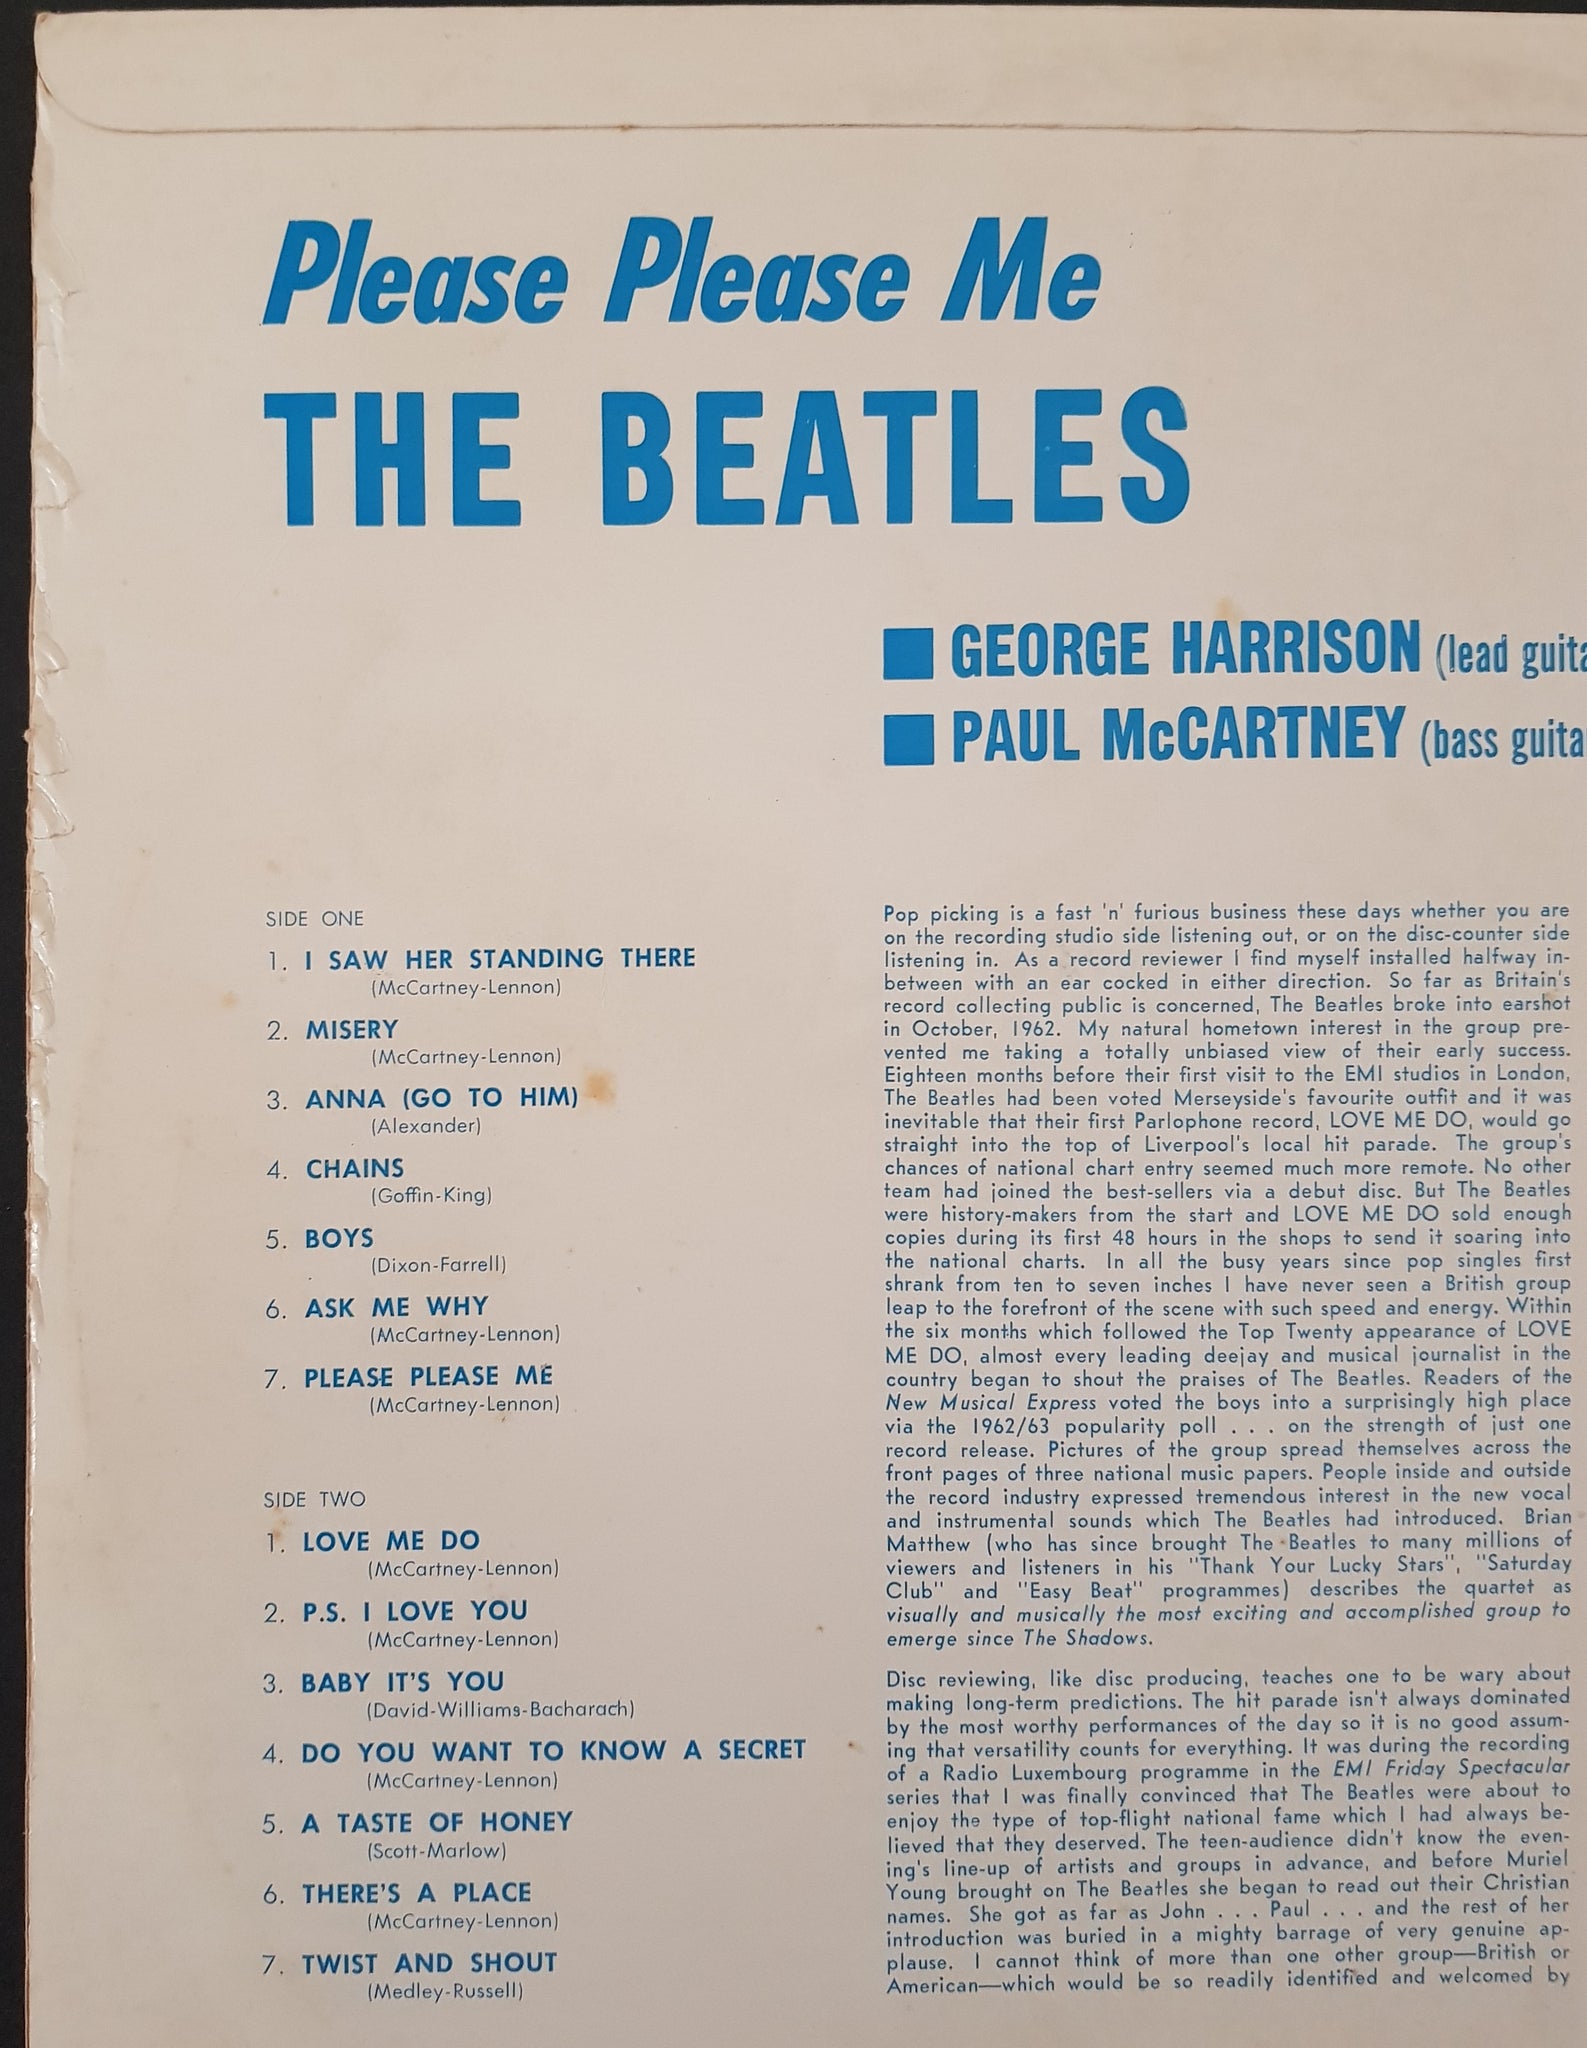 Please Please Me
THE BEATLES
GEORGE HARRISON (lead guita
PAUL McCARTNEY (bass guita
SIDE ONE
1. I SAW HER STANDING THERE
(McCartney-Lennon)
2. MISERY
(McCartney-Lennon)
3. ANNA (GO TO HIM)
(Alexander)
4. CHAINS
(Goffin-King)
5. BOYS
(Dixon-Farrell)
6. ASK ME WHY
(McCartney-Lennon)
7. PLEASE PLEASE ME
(McCartney-Lennon)
SIDE TWO
1. LOVE ME DO
(McCartney-Lennon)
2. P.S. I LOVE YOU
(McCartney-Lennon)
3. BABY IT'S YOU
(David-Williams-Bacharach)
4. DO YOU WANT TO KNOW A SECRET
(McCartney-Lennon)
5. A TASTE OF HONEY
(Scott-Marlow)
6. THERE'S A PLACE
(McCartney-Lennon)
7. TWIST AND SHOUT
(Medley-Russell)
Pop picking is a fast 'n' furious business these days whether you are
on the recording studio side listening out, or on the disc-counter side
listening in. As a record reviewer I find myself installed halfway in-
between with an ear cocked in either direction. So far as Britain's
record collecting public is concerned, The Beatles broke into earshot
in October, 1962. My natural hometown interest in the group pre-
vented me taking a totally unbiased view of their early success.
Eighteen months before their first visit to the EMI studios in London,
The Beatles had been voted Merseyside's favourite outfit and it was
inevitable that their first Parlophone record, LOVE ME DO, would go
straight into the top of Liverpool's local hit parade. The group's
chances of national chart entry seemed much more remote. No other
team had joined the best-sellers via a debut disc. But The Beatles
were history-makers from the start and LOVE ME DO sold enough
copies during its first 48 hours in the shops to send it soaring into
the national charts. In all the busy years since pop singles first
shrank from ten to seven inches I have never seen a British group
leap to the forefront of the scene with such speed and energy. Within
the six months which followed the Top Twenty appearance of LOVE
ME DO, almost every leading deejay and musical journalist in the
country began to shout the praises of The Beatles. Readers of the
New Musical Express voted the boys into a surprisingly high place
via the 1962/63 popularity poll . . . on the strength of just one
record release. Pictures of the group spread themselves across the
front pages of three national music papers. People inside and outside
the record industry expressed tremendous interest in the new vocal
and instrumental sounds which The Beatles had introduced. Brian
Matthew (who has since brought The Beatles to many millions of
viewers and listeners in his "Thank Your Lucky Stars", "Saturday
Club" and "Easy Beat" programmes) describes the quartet as
visually and musically the most exciting and accomplished group to
emerge since The Shadows.
Disc reviewing, like disc producing, teaches one to be wary about
making long-term predictions. The hit parade isn't always dominated
by the most worthy performances of the day so it is no good assum-
ing that versatility counts for everything. It was during the recording
of a Radio Luxembourg programme in the EMI Friday Spectacular
series that I was finally convinced that The Beatles were about to
enjoy the type of top-flight national fame which I had always be-
lieved that they deserved. The teen-audience didn't know the even-
ing's line-up of artists and groups in advance, and before Muriel
Young brought on The Beatles she began to read out their Christian
names. She got as far as John . . . Paul . . . and the rest of her
introduction was buried in a mighty barrage of very genuine ap-
plause. I cannot think of more than one other group—British or
American—which would be so readily identified and welcomed by